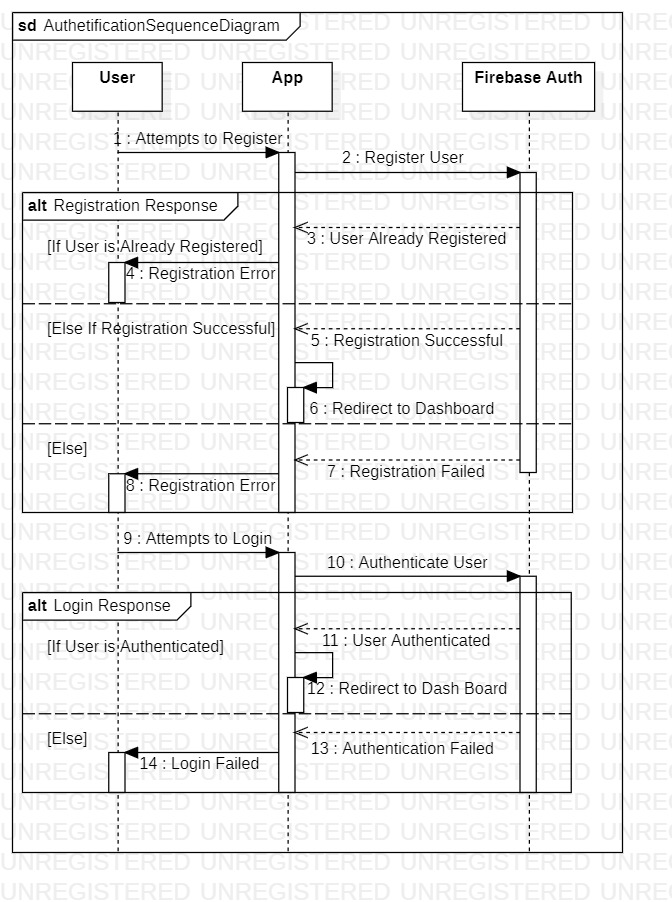 sd AuthetificationSequenceDiagram
User
App
Firebase Auth
1 : Attempts to Register
2 : Register User
alt Registration Response
3 : User Already Registered
[If User is Already Registered]
4 : Registration Error
[Else If Registration Successful]
5 : Registration Successful
6 : Redirect to Dashboard
[Else]
7 : Registration Failed
8 : Registration Error
9 : Attempts to Login
10 : Authenticate User
alt Login Response
11 : User Authenticated
[If User is Authenticated]
12 : Redirect to Dash Board
[Else]
13 : Authentication Failed
14 : Login Failed
UNREGISTERED